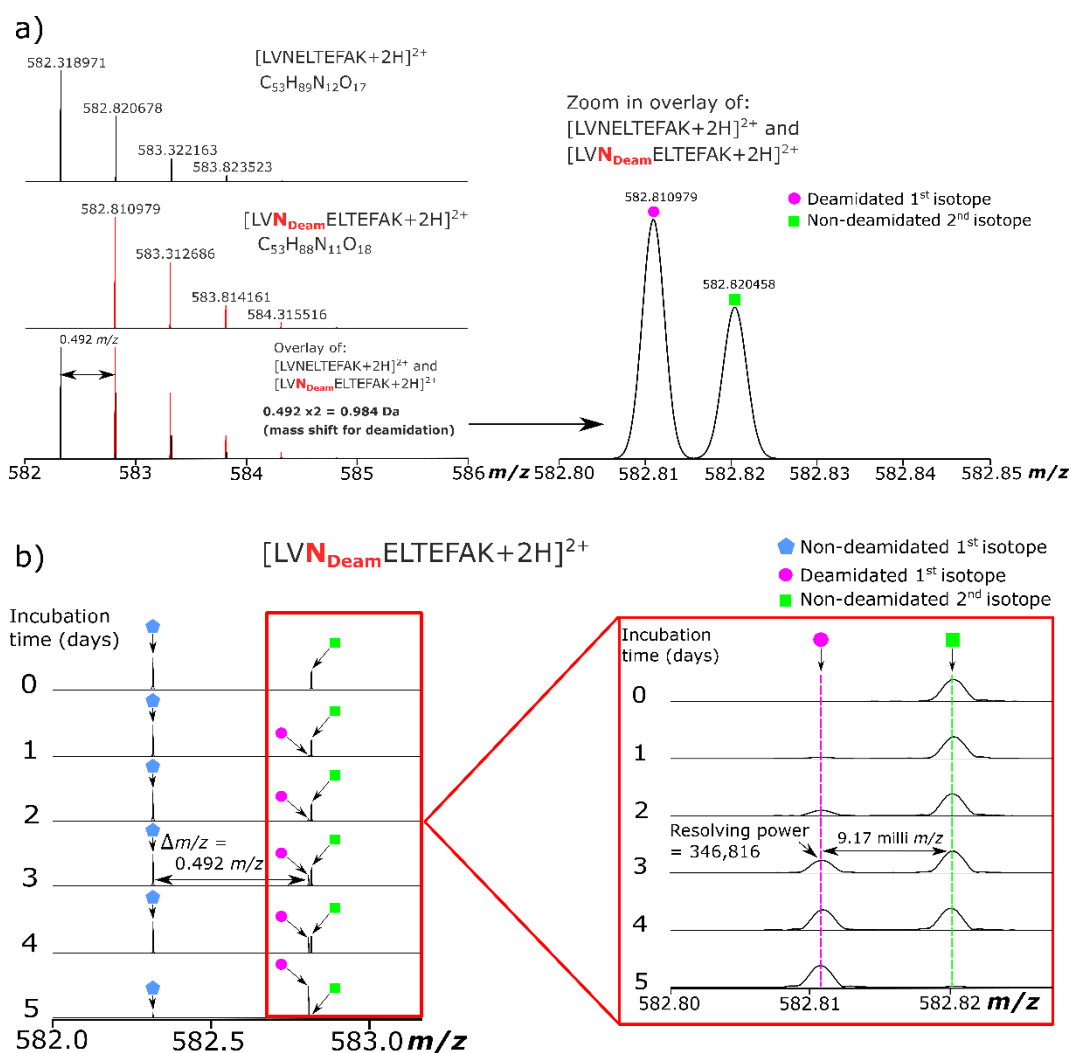 a)
[LVNELTEFAK+2H]2+
C53H89N12O17
582.318971
582.820678
583.322163
583.823523
[LVNDeamELTEFAK+2H]2+
C53H88N11O18
582.810979
583.312686
583.814161
584.315516
0.492 m/z
Overlay of:
[LVNELTEFAK+2H]2+ and
[LVNDeamELTEFAK+2H]2+
0.492 x2 = 0.984 Da
(mass shift for deamidation)
582 583 584 585 586 m/z
Zoom in overlay of:
[LVNELTEFAK+2H]2+ and
[LVNDeamELTEFAK+2H]2+
Deamidated 1st isotope
Non-deamidated 2nd isotope
582.810979
582.820458
582.80 582.81 582.82 582.83 582.84 582.85
m/z
b)
[LVNDeamELTEFAK+2H]2+
Non-deamidated 1st isotope
Deamidated 1st isotope
Non-deamidated 2nd isotope
Incubation
time (days)
0
1
2
Δm/z =
0.492 m/z
3
4
5
582.0 582.5 583.0 m/z
Incubation
time (days)
0
1
2
Resolving power
= 346,816
9.17 milli m/z
3
4
5
582.80 582.81 582.82 m/z